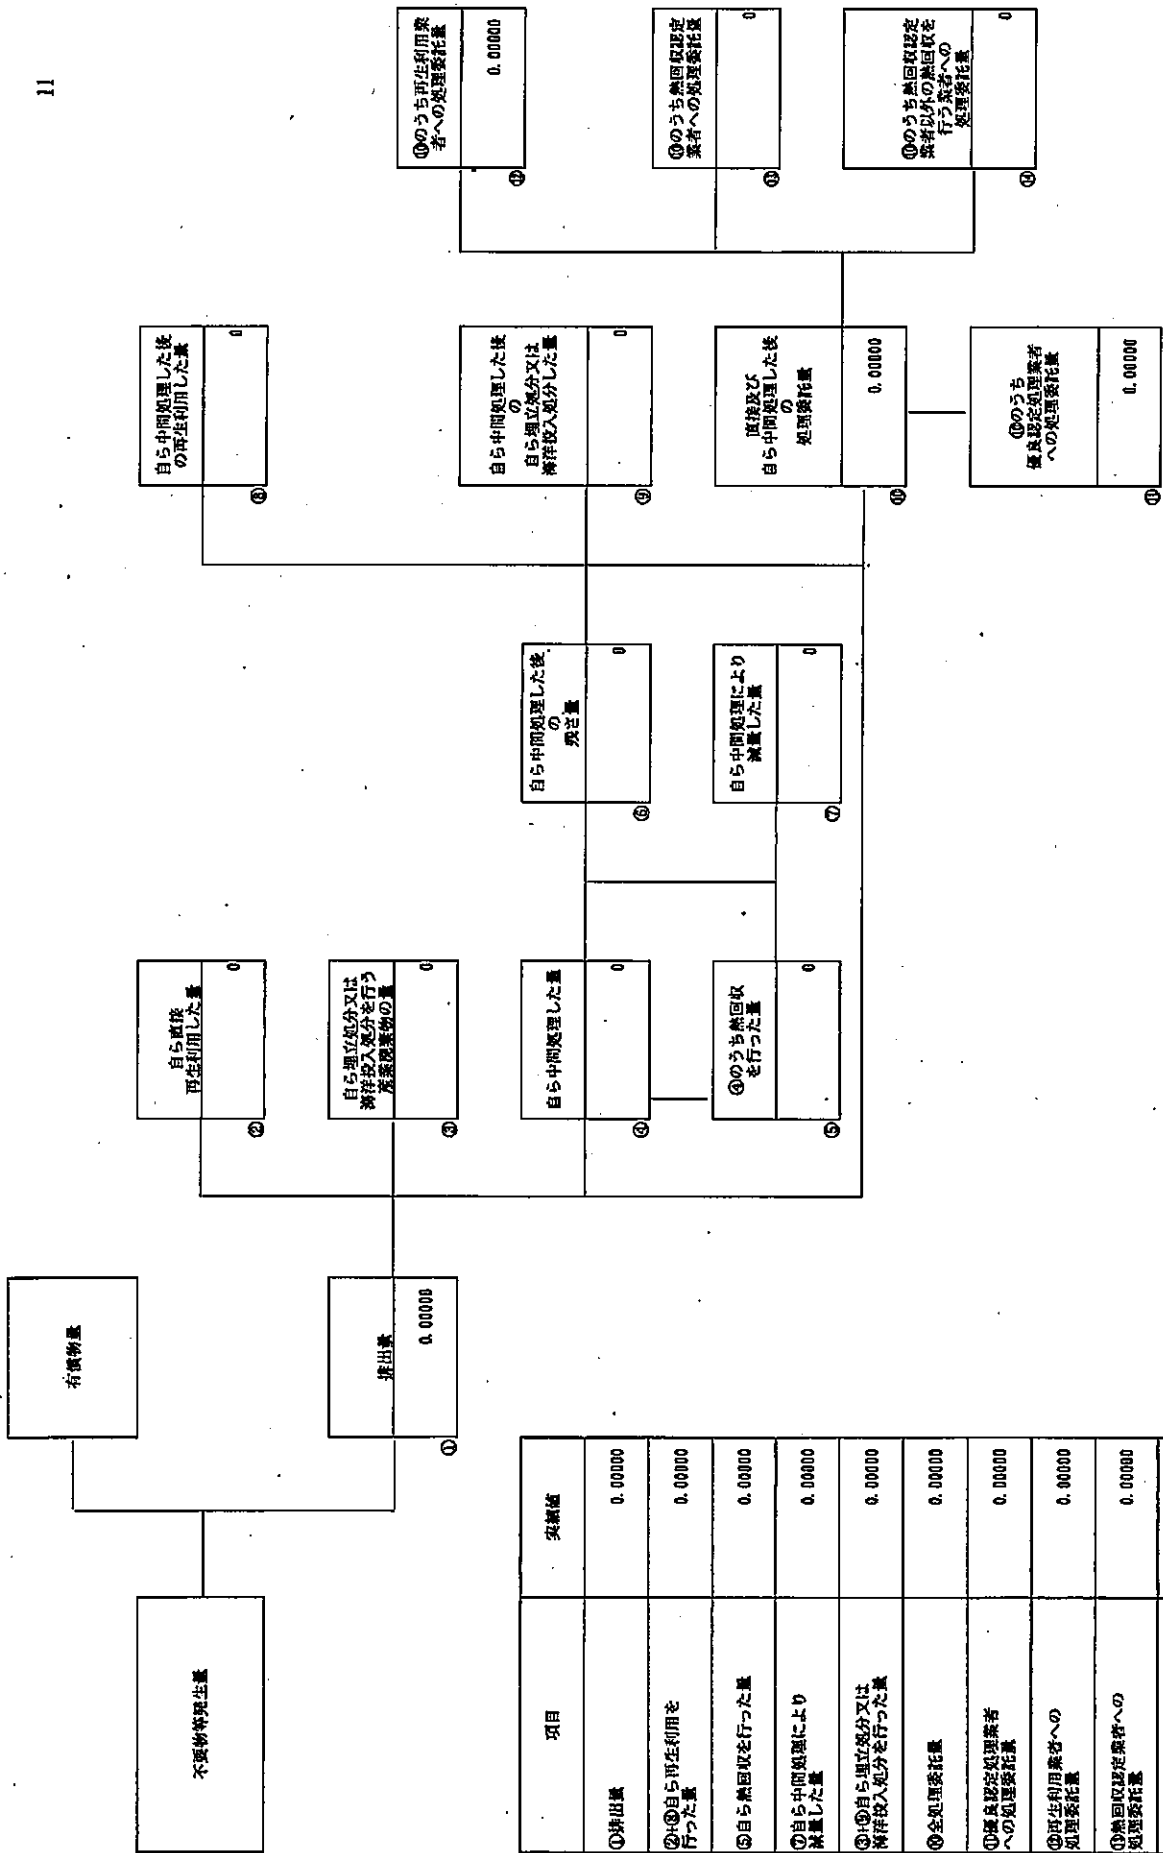 11
不要物等発生量
有償物量
排出量
① 0.00000
自ら直接
再生利用した量
② 0
自ら埋立処分又は
海洋投入処分を行う
産業廃棄物の量
③ 0
自ら中間処理した量
④ 0
④のうち熱回収
を行った量
⑤ 0
自ら中間処理した後
の
残さ量
⑥ 0
自ら中間処理により
減量した量
⑦ 0
自ら中間処理した後
の再生利用した量
⑧ 0
自ら中間処理した後
の
自ら埋立処分又は
海洋投入処分した量
⑨ 0
直接及び
自ら中間処理した後
の
処理委託量
⑩ 0.00000
⑩のうち
優良認定処理業者
への処理委託量
⑪ 0.00000
⑩のうち再生利用業
者への処理委託量
⑫ 0.00000
⑩のうち熱回収認定
業者への処理委託量
⑬ 0
⑩のうち熱回収認定
業者以外の熱回収を
行う業者への
処理委託量
⑭ 0
項目 実績値
①排出量 0.00000
②+⑧自ら再生利用を
行った量 0.00000
⑤自ら熱回収を行った量 0.00000
⑦自ら中間処理により
減量した量 0.00000
③+⑨自ら埋立処分又は
海洋投入処分を行った量 0.00000
⑩全処理委託量 0.00000
⑪優良認定処理業者
への処理委託量 0.00000
⑫再生利用業者への
処理委託量 0.00000
⑬熱回収認定業者への
処理委託量 0.00000